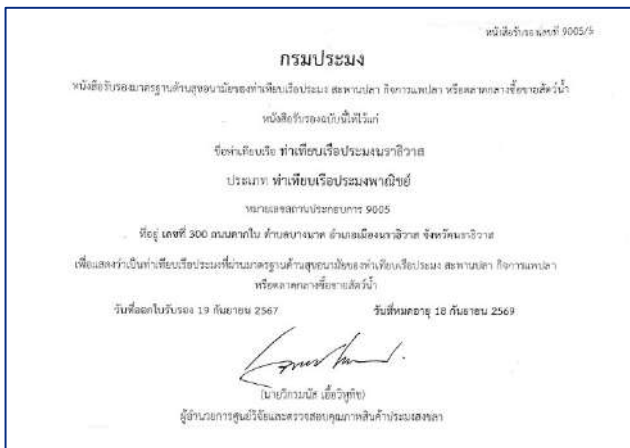 หนังสือรับรองเลขที่ 9005/5
กรมประมง
หนังสือรับรองมาตรฐานด้านสุขอนามัยของท่าเทียบเรือประมง สะพานปลา กิจการแพปลา หรือตลาดกลางซื้อขายสัตว์น้ำ
หนังสือรับรองฉบับนี้ให้ไว้แก่
ชื่อท่าเทียบเรือ ท่าเทียบเรือประมงนราธิวาส
ประเภท ท่าเทียบเรือประมงพาณิชย์
หมายเลขสถานประกอบการ 9005
ที่อยู่ เลขที่ 300 ถนนตากใบ ตำบลบางนาค อำเภอเมืองนราธิวาส จังหวัดนราธิวาส
เพื่อแสดงว่าเป็นท่าเทียบเรือประมงที่ผ่านมาตรฐานด้านสุขอนามัยของท่าเทียบเรือประมง สะพานปลา กิจการแพปลา
หรือตลาดกลางซื้อขายสัตว์น้ำ
วันที่ออกใบรับรอง 19 กันยายน 2567 วันที่หมดอายุ 18 กันยายน 2569
ผู้อำนวยการศูนย์วิจัยและตรวจสอบคุณภาพสินค้าประมงสงขลา